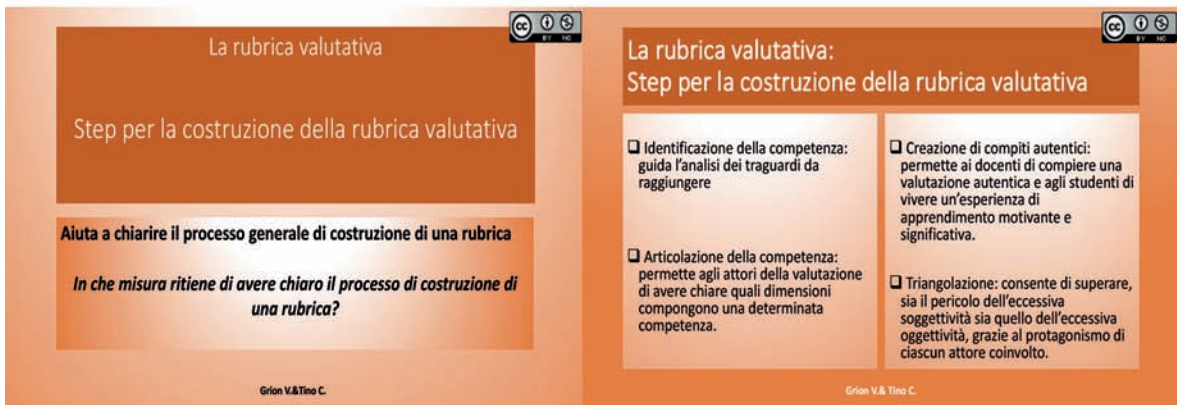 cc BY NC
La rubrica valutativa
Step per la costruzione della rubrica valutativa
Aiuta a chiarire il processo generale di costruzione di una rubrica
In che misura ritiene di avere chiaro il processo di costruzione di
una rubrica?
Grion V.&Tino C.
cc BY NC
La rubrica valutativa:
Step per la costruzione della rubrica valutativa
Identificazione della competenza:
guida l'analisi dei traguardi da
raggiungere
Articolazione della competenza:
permette agli attori della valutazione
di avere chiare quali dimensioni
compongono una determinata
competenza.
Creazione di compiti autentici:
permette ai docenti di compiere una
valutazione autentica e agli studenti di
vivere un'esperienza di
apprendimento motivante e
significativa.
Triangolazione: consente di superare,
sia il pericolo dell'eccessiva
soggettività sia quello dell'eccessiva
oggettività, grazie al protagonismo di
ciascun attore coinvolto.
Grion V.& Tino C.